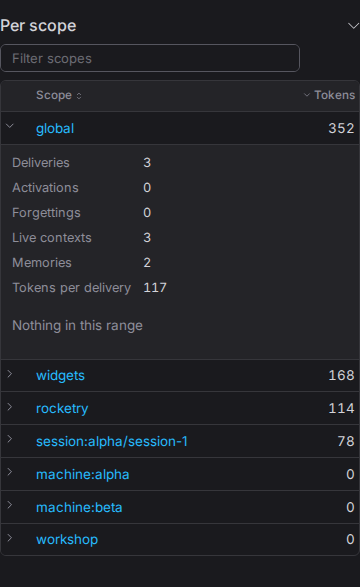 Per scope
Filter scopes
Scope Tokens
global 352
Deliveries 3
Activations 0
Forgettings 0
Live contexts 3
Memories 2
Tokens per delivery 117
Nothing in this range
widgets 168
rocketry 114
session:alpha/session-1 78
machine:alpha 0
machine:beta 0
workshop 0